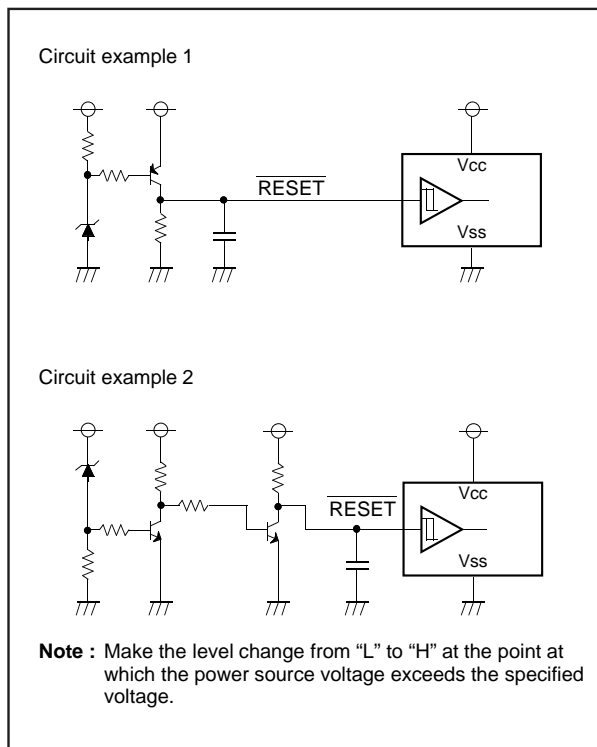 Circuit example 1
RESET
Vcc
Vss
Circuit example 2
RESET
Vcc
Vss
Note : Make the level change from “L” to “H” at the point at
which the power source voltage exceeds the specified
voltage.